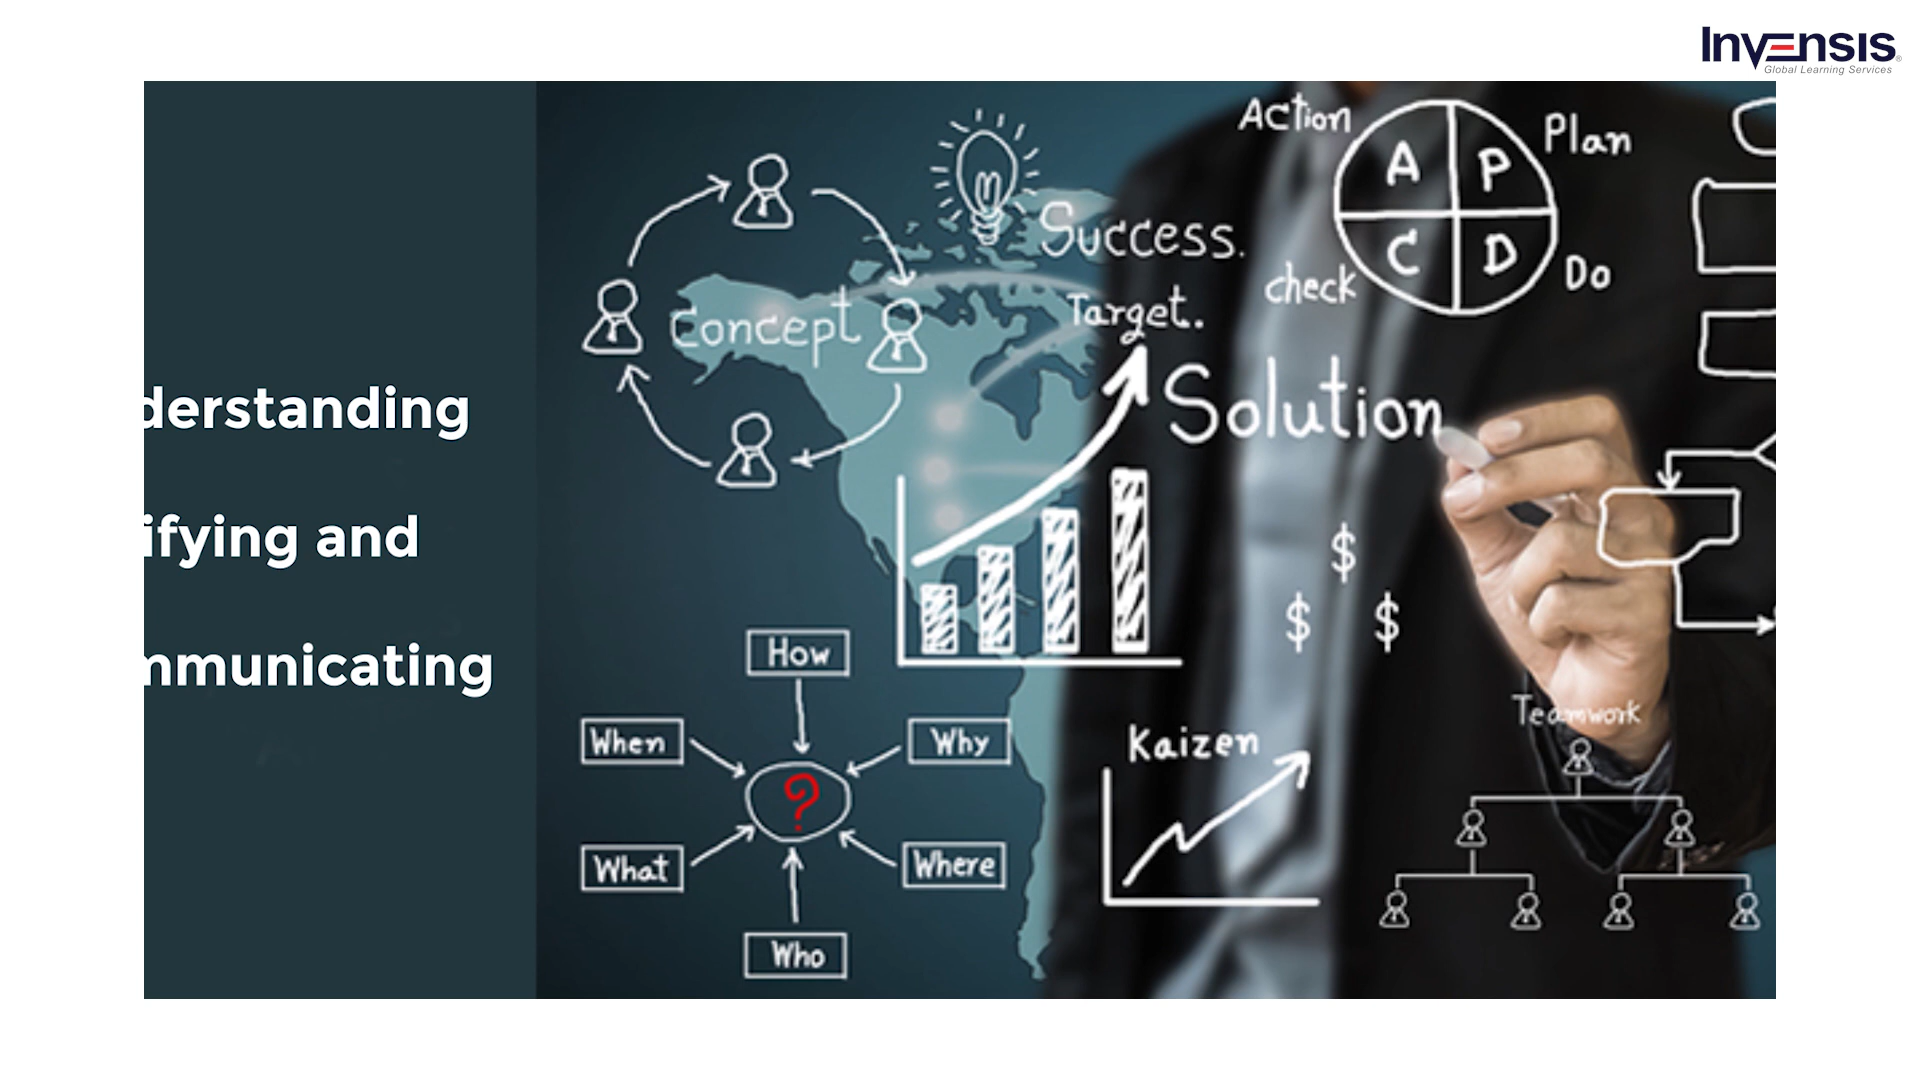 Invensis
Global Learning Services
derstanding
ifying and
mmunicating
Concept
Success.
Target.
Solution
Action
Plan
A
P
C
D
check
Do
$
$
$
How
When
Why
?
What
Where
Who
Kaizen
Teamwork